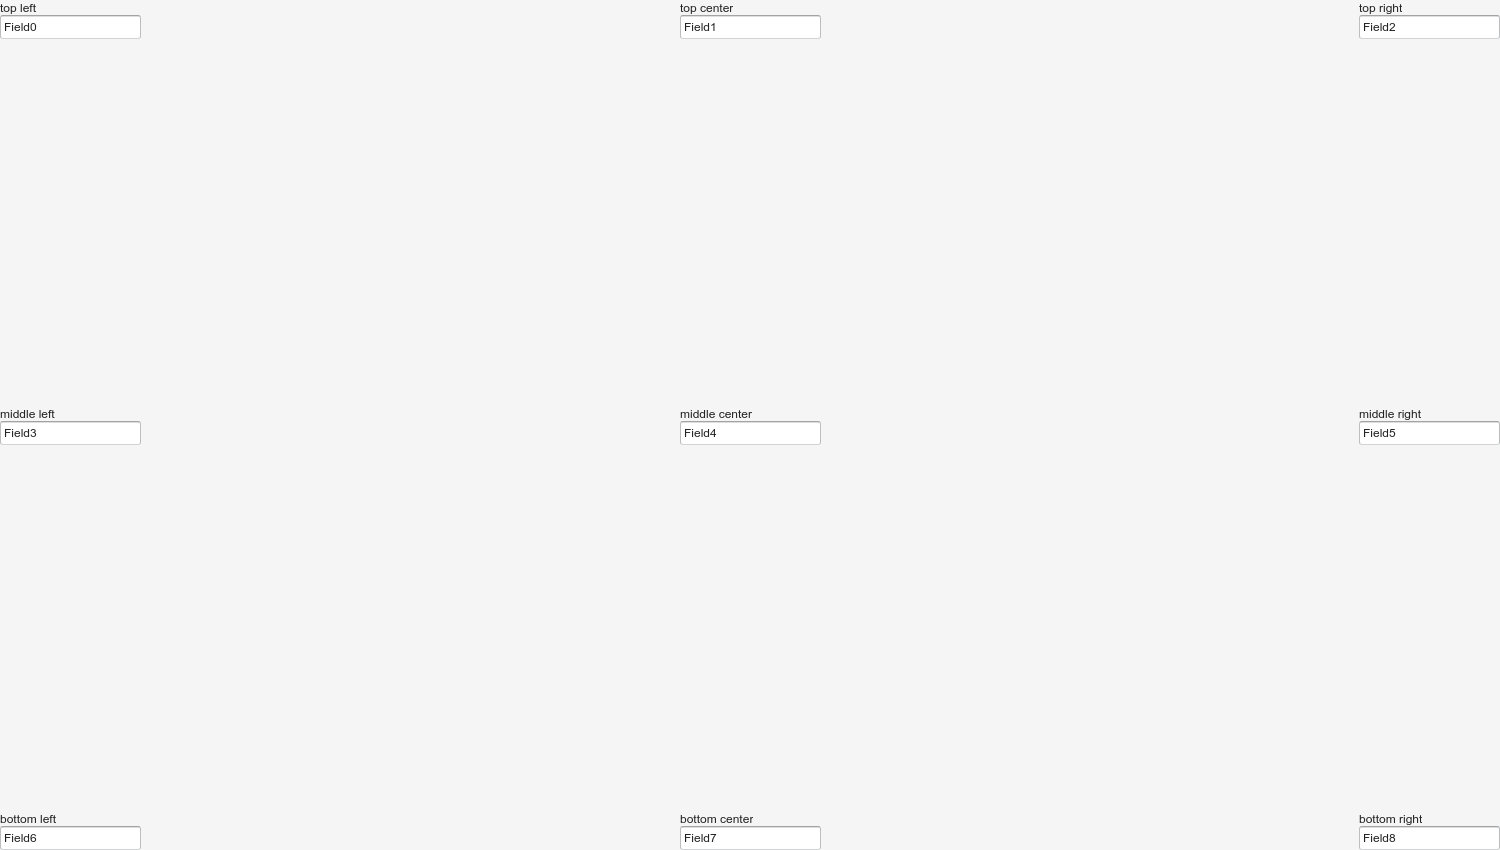 top left
top center
top right
Field0
Field1
Field2
middle left
middle center
middle right
Field3
Field4
Field5
bottom left
bottom center
bottom right
Field6
Field7
Field8